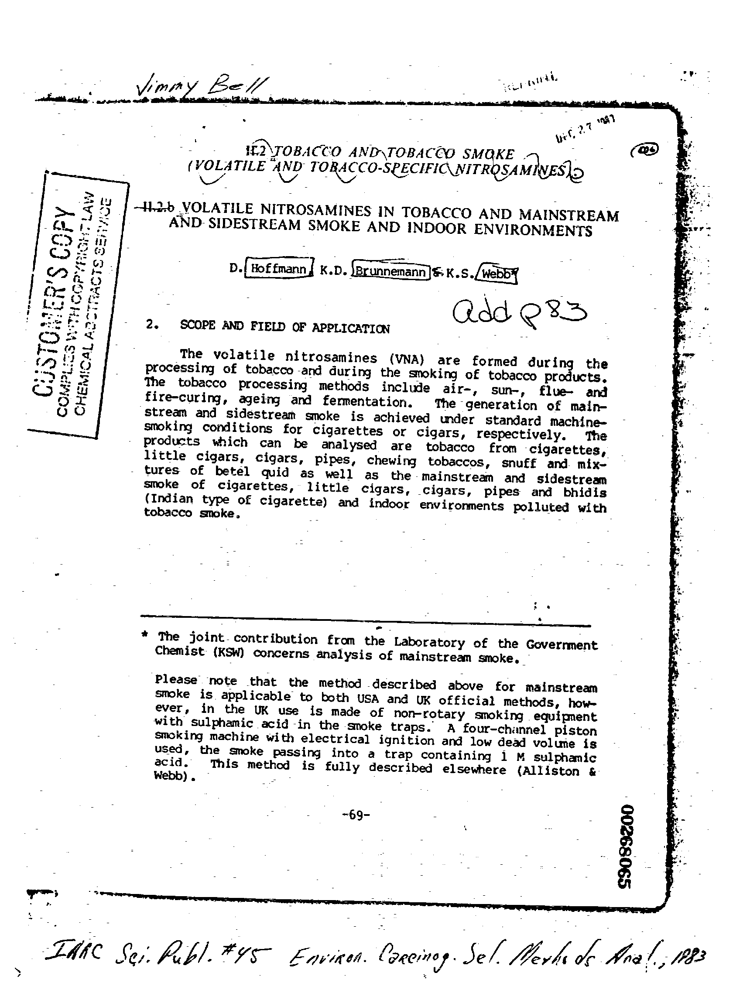 Jimmy Bell
REPRINT
DEC 27 1983
II.2 TOBACCO AND TOBACCO SMOKE
(VOLATILE AND TOBACCO-SPECIFIC NITROSAMINES)
II.2.b VOLATILE NITROSAMINES IN TOBACCO AND MAINSTREAM
AND SIDESTREAM SMOKE AND INDOOR ENVIRONMENTS
CUSTOMER'S COPY
COMPLIES WITH COPYRIGHT LAW
CHEMICAL ABSTRACTS SERVICE
D. Hoffmann K.D. Brunnemann & K.S. Webb
add p83
2. SCOPE AND FIELD OF APPLICATION
The volatile nitrosamines (VNA) are formed during the
processing of tobacco and during the smoking of tobacco products.
The tobacco processing methods include air-, sun-, flue- and
fire-curing, ageing and fermentation. The generation of main-
stream and sidestream smoke is achieved under standard machine-
smoking conditions for cigarettes or cigars, respectively. The
products which can be analysed are tobacco from cigarettes,
little cigars, cigars, pipes, chewing tobaccos, snuff and mix-
tures of betel quid as well as the mainstream and sidestream
smoke of cigarettes, little cigars, cigars, pipes and bhidis
(Indian type of cigarette) and indoor environments polluted with
tobacco smoke.
* The joint contribution from the Laboratory of the Government
Chemist (KSW) concerns analysis of mainstream smoke.
Please note that the method described above for mainstream
smoke is applicable to both USA and UK official methods, how-
ever, in the UK use is made of non-rotary smoking equipment
with sulphamic acid in the smoke traps. A four-channel piston
smoking machine with electrical ignition and low dead volume is
used, the smoke passing into a trap containing 1 M sulphamic
acid. This method is fully described elsewhere (Alliston &
Webb).
-69-
00268065
IARC Sci. Publ. #45 Environ. Carcinog. Sel. Methods Anal., 1983